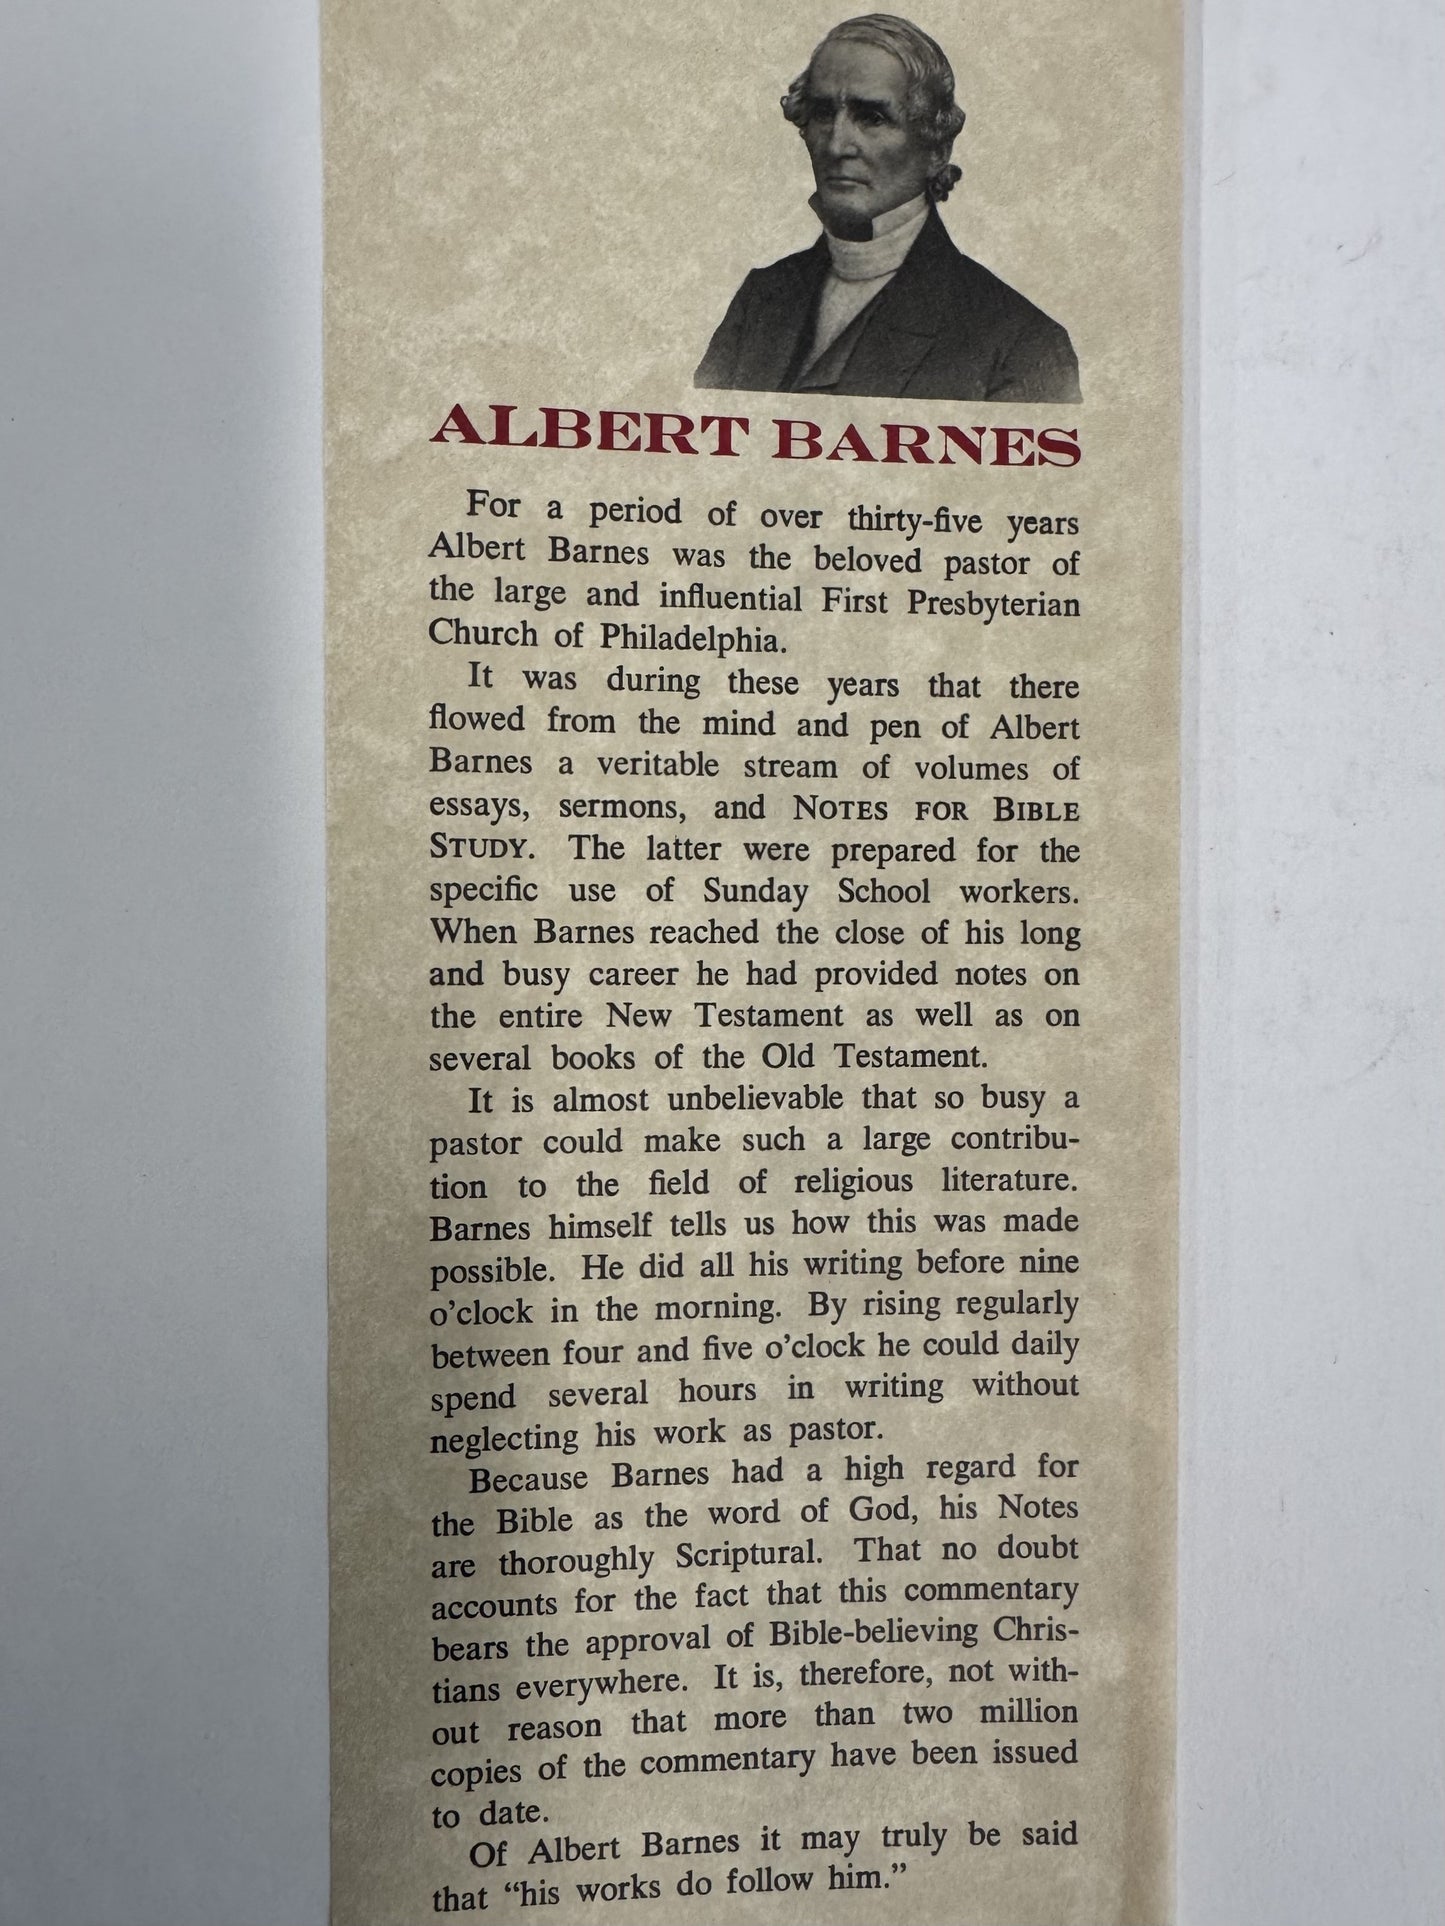 ALBERT BARNES
For a period of over thirty-five years
Albert Barnes was the beloved pastor of
the large and influential First Presbyterian
Church of Philadelphia.
It was during these years that there
flowed from the mind and pen of Albert
Barnes a veritable stream of volumes of
essays, sermons, and NOTES FOR BIBLE
STUDY. The latter were prepared for the
specific use of Sunday School workers.
When Barnes reached the close of his long
and busy career he had provided notes on
the entire New Testament as well as on
several books of the Old Testament.
It is almost unbelievable that so busy a
pastor could make such a large contribu-
tion to the field of religious literature.
Barnes himself tells us how this was made
possible. He did all his writing before nine
o'clock in the morning. By rising regularly
between four and five o'clock he could daily
spend several hours in writing without
neglecting his work as pastor.
Because Barnes had a high regard for
the Bible as the word of God, his Notes
are thoroughly Scriptural. That no doubt
accounts for the fact that this commentary
bears the approval of Bible-believing Chris-
tians everywhere. It is, therefore, not with-
out reason that more than two million
copies of the commentary have been issued
to date.
Of Albert Barnes it may truly be said
that “his works do follow him.”